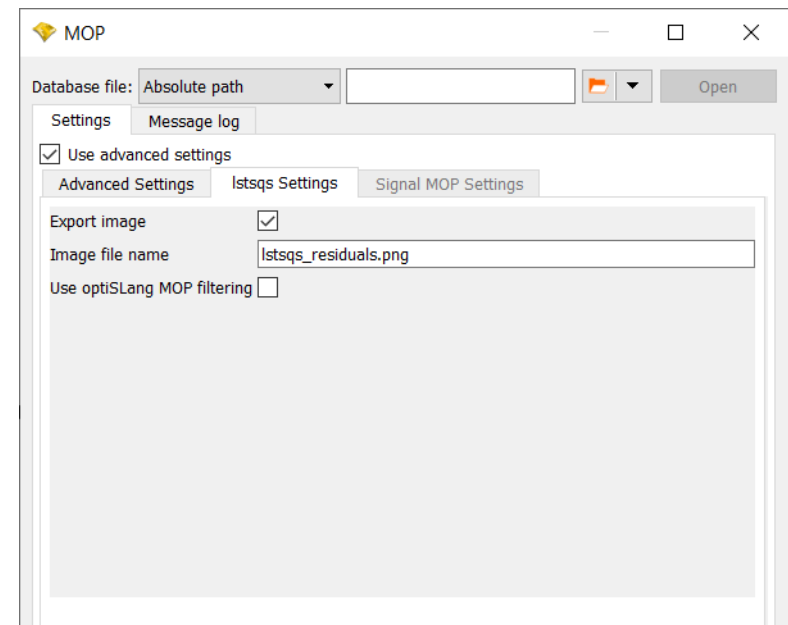 MOP
Database file: Absolute path Open
Settings Message log
Use advanced settings
Advanced Settings lstsqs Settings Signal MOP Settings
Export image
Image file name lstsqs_residuals.png
Use optiSLang MOP filtering